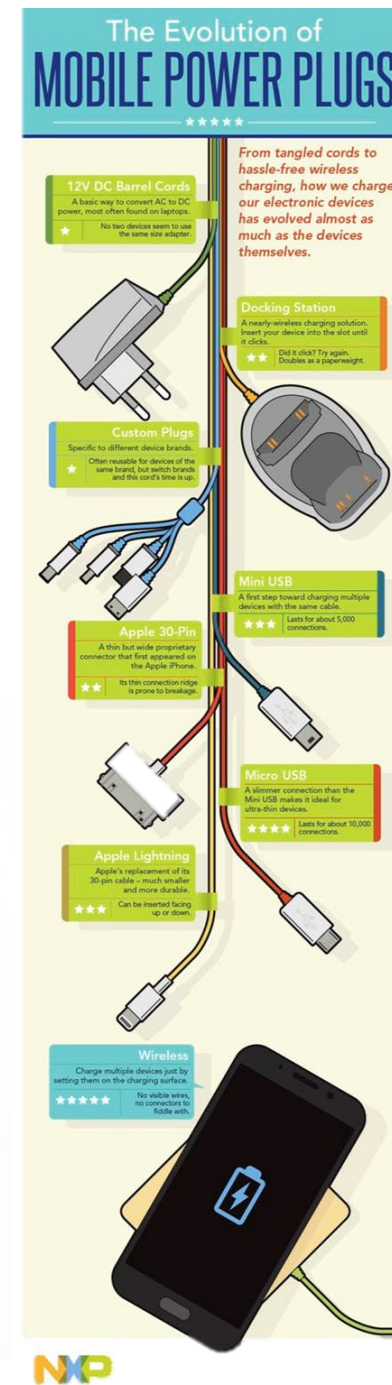 The Evolution of
MOBILE POWER PLUGS
From tangled cords to
hassle-free wireless
charging, how we charge
our electronic devices
has evolved almost as
much as the devices
themselves.
12V DC Barrel Cords
A basic way to convert AC to DC
power, most often found on laptops.
No two devices seem to use
the same size adapter.
Docking Station
A nearly-wireless charging solution.
Insert your device into the slot until
it clicks.
Did it click? Try again.
Doubles as a paperweight.
Custom Plugs
Specific to different device brands.
Often reusable for devices of the
same brand, but switch brands
and this cord's time is up.
Mini USB
A first step toward charging multiple
devices with the same cable.
Lasts for about 5,000
connections.
Apple 30-Pin
A thin but wide proprietary
connector that first appeared on
the Apple iPhone.
Its thin connection ridge
is prone to breakage.
Micro USB
A slimmer connection than the
Mini USB makes it ideal for
ultra-thin devices.
Lasts for about 10,000
connections.
Apple Lightning
Apple's replacement of its
30-pin cable – much smaller
and more durable.
Can be inserted facing
up or down.
Wireless
Charge multiple devices just by
setting them on the charging surface.
No visible wires,
no connectors to
fiddle with.
NXP